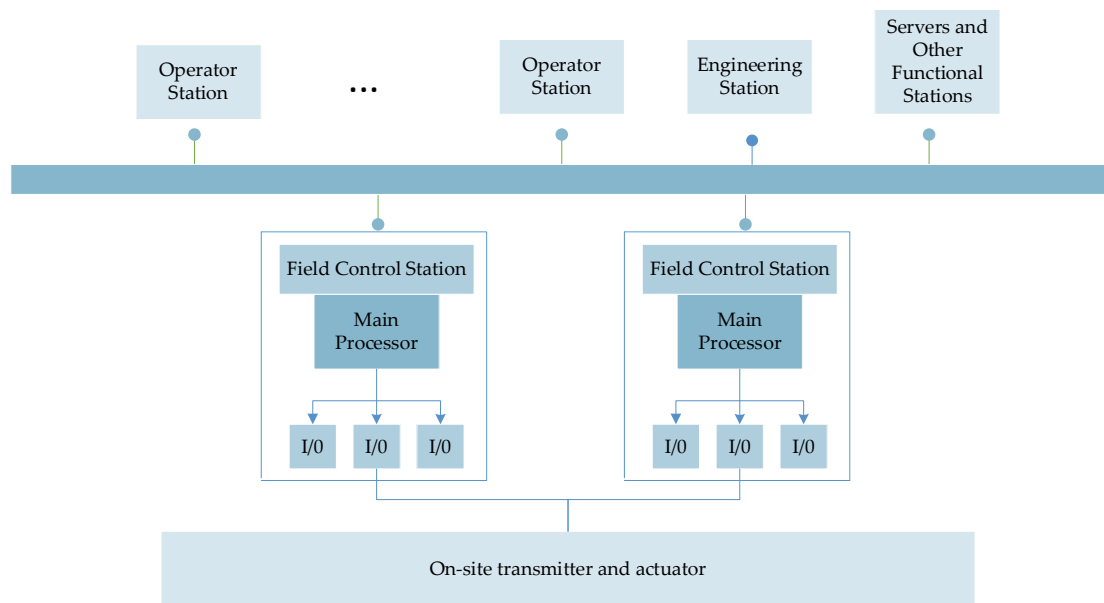 Operator
Station
...
Operator
Station
Engineering
Station
Servers and
Other
Functional
Stations
Field Control Station
Main
Processor
I/0
I/0
I/0
Field Control Station
Main
Processor
I/0
I/0
I/0
On-site transmitter and actuator